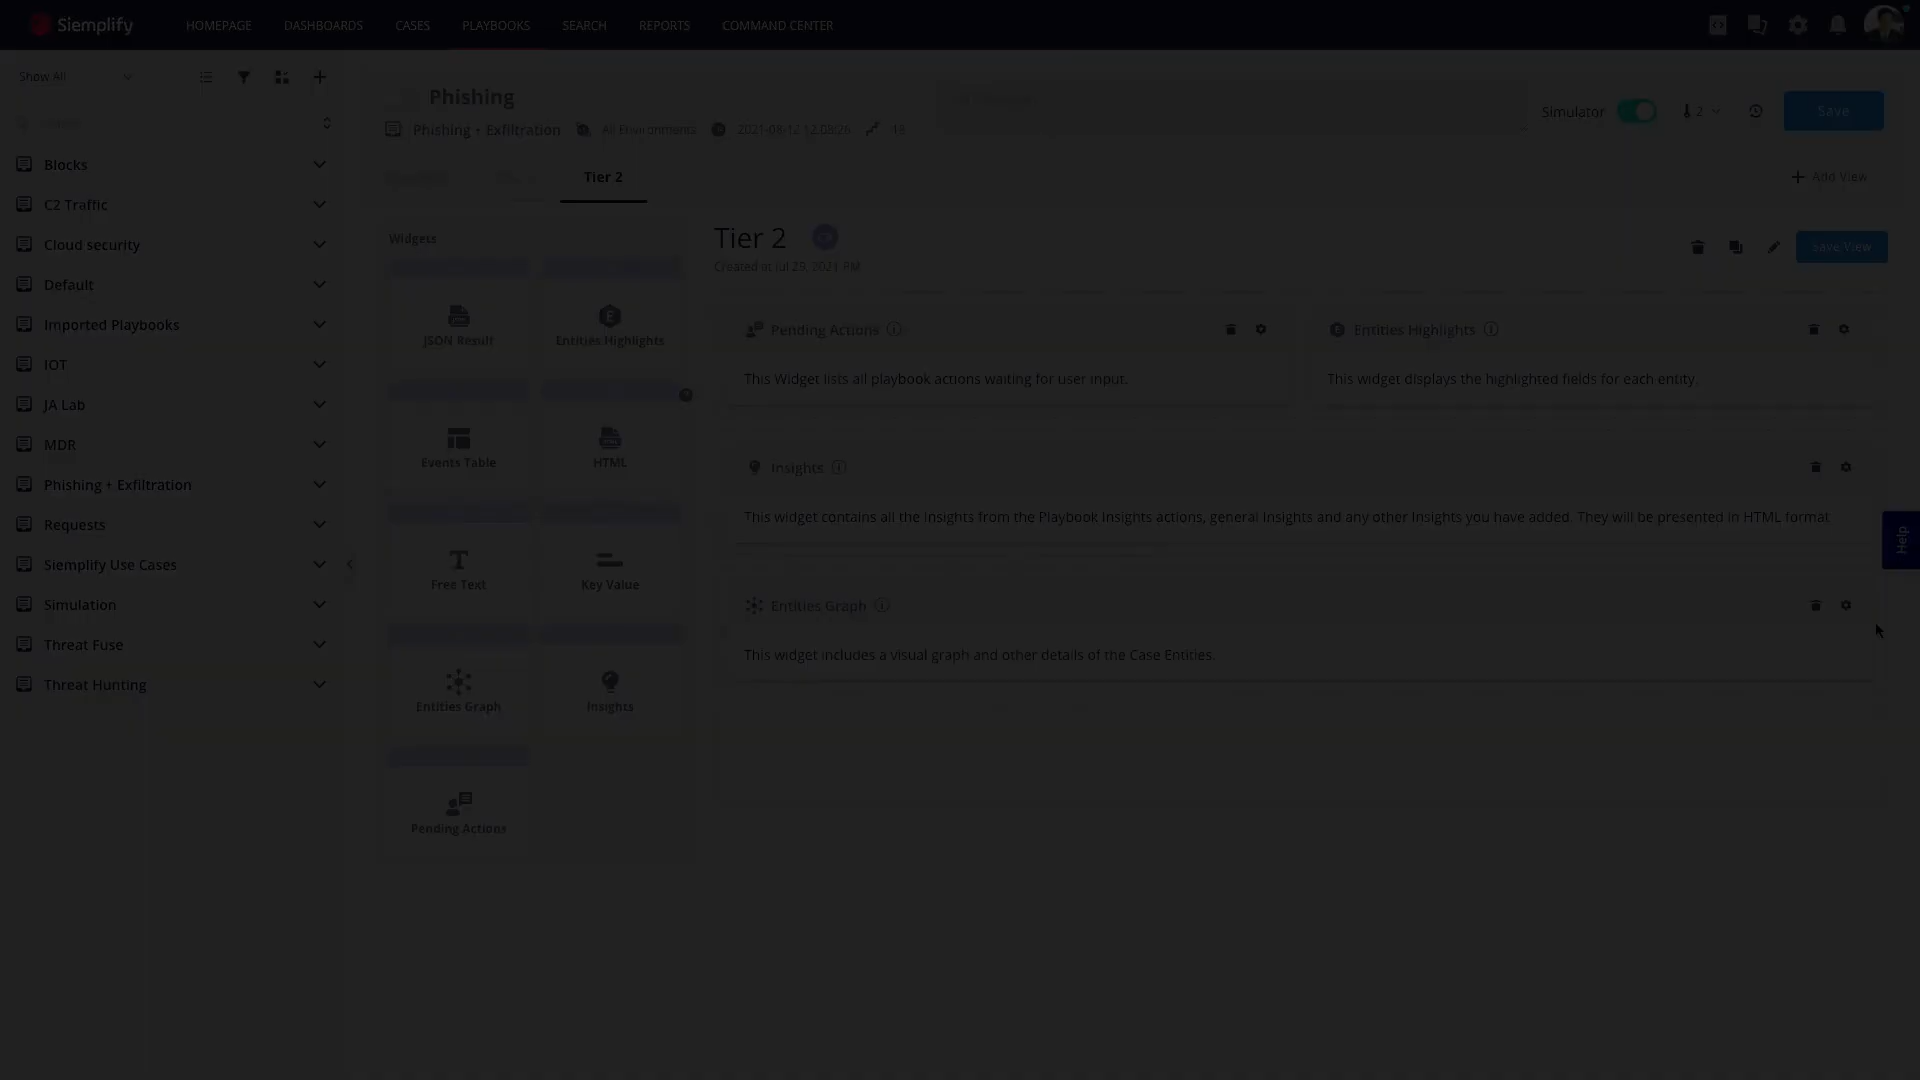 Siemplify
HOMEPAGE
DASHBOARDS
CASES
PLAYBOOKS
SEARCH
REPORTS
COMMAND CENTER
Show All
Blocks
C2 Traffic
Cloud security
Default
Imported Playbooks
IOT
JA Lab
MDR
Phishing + Exfiltration
Requests
Siemplify Use Cases
Simulation
Threat Fuse
Threat Hunting
Phishing
Phishing + Exfiltration
All Environments
2021-08-12 12:03:26
13
Simulator
2
Save
Tier 2
Add View
Widgets
JSON Result
Entities Highlights
Events Table
HTML
Free Text
Key Value
Entities Graph
Insights
Pending Actions
Tier 2
Created at Jul 29, 2021 PM
Save View
Pending Actions
This Widget lists all playbook actions waiting for user input.
Entities Highlights
This widget displays the highlighted fields for each entity.
Insights
This widget contains all the Insights from the Playbook Insights actions, general Insights and any other Insights you have added. They will be presented in HTML format
Entities Graph
This widget includes a visual graph and other details of the Case Entities.
Help